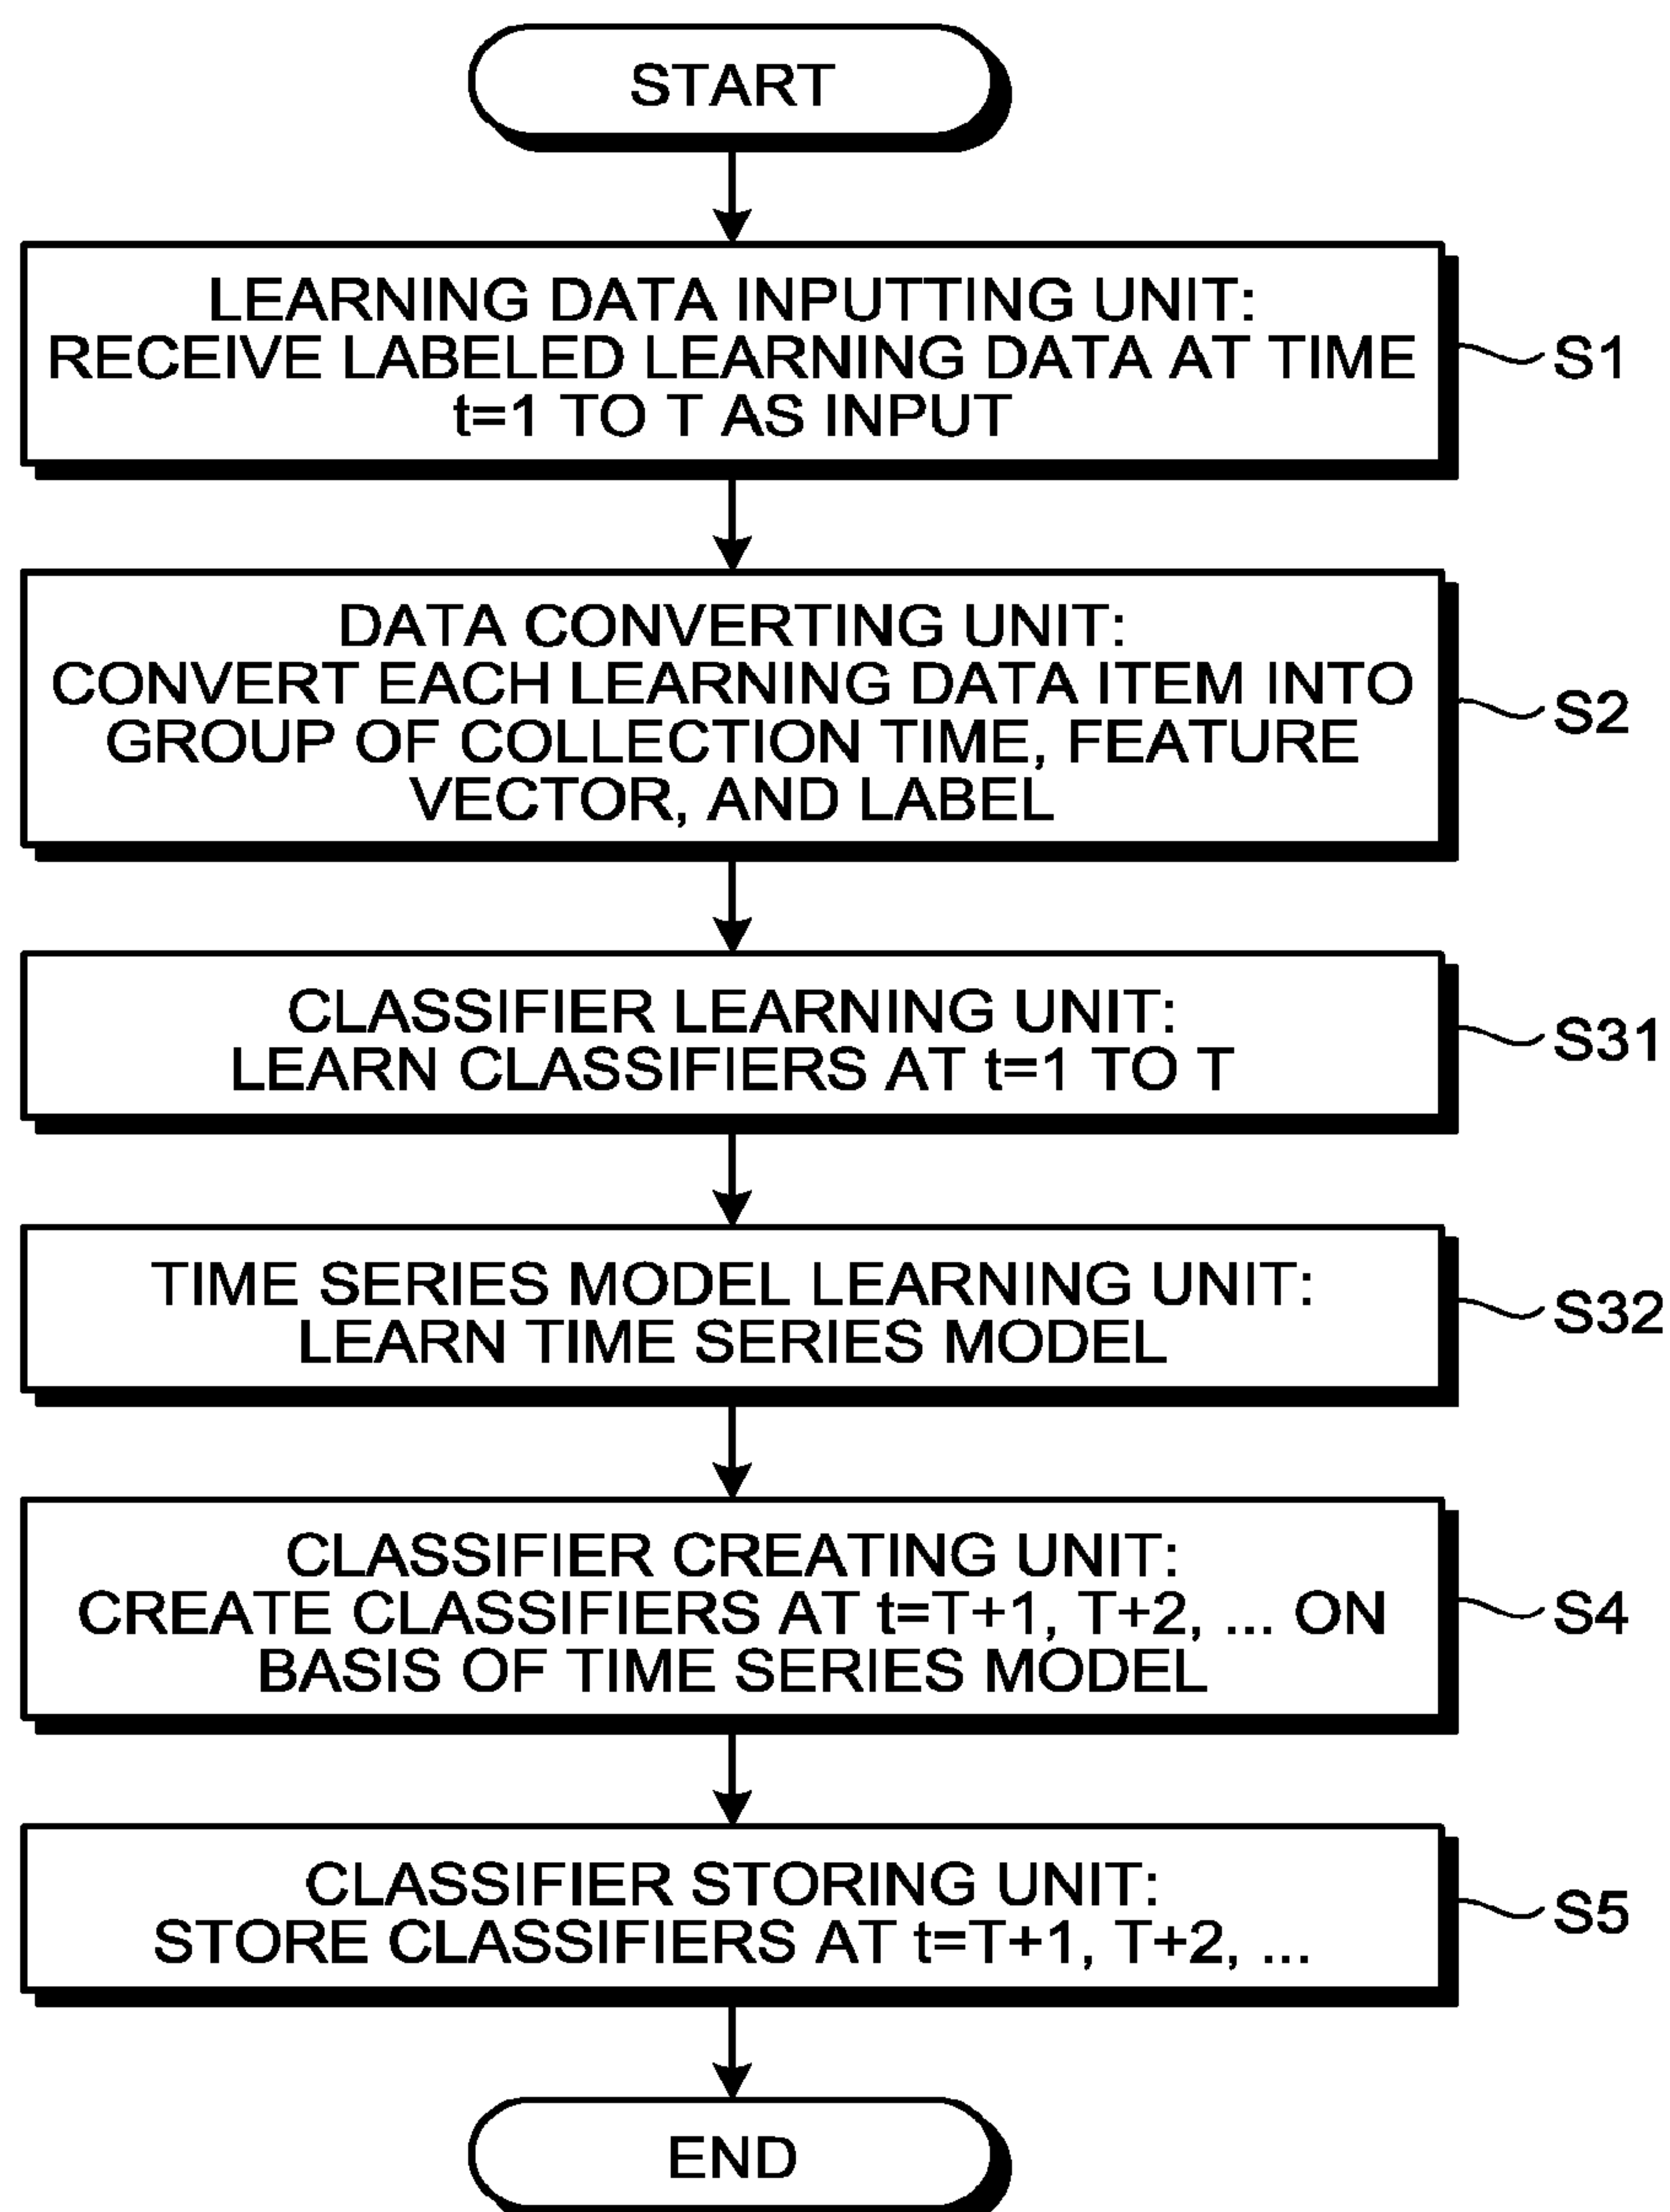 START
LEARNING DATA INPUTTING UNIT:
RECEIVE LABELED LEARNING DATA AT TIME
t=1 TO T AS INPUT
S1
DATA CONVERTING UNIT:
CONVERT EACH LEARNING DATA ITEM INTO
GROUP OF COLLECTION TIME, FEATURE
VECTOR, AND LABEL
S2
CLASSIFIER LEARNING UNIT:
LEARN CLASSIFIERS AT t=1 TO T
S31
TIME SERIES MODEL LEARNING UNIT:
LEARN TIME SERIES MODEL
S32
CLASSIFIER CREATING UNIT:
CREATE CLASSIFIERS AT t=T+1, T+2, ... ON
BASIS OF TIME SERIES MODEL
S4
CLASSIFIER STORING UNIT:
STORE CLASSIFIERS AT t=T+1, T+2, ...
S5
END